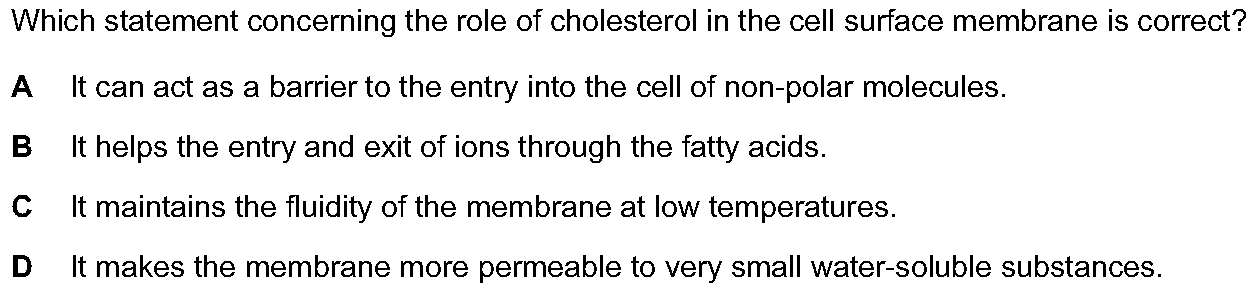 Which statement concerning the role of cholesterol in the cell surface membrane is correct?
A It can act as a barrier to the entry into the cell of non-polar molecules.
B It helps the entry and exit of ions through the fatty acids.
C It maintains the fluidity of the membrane at low temperatures.
D It makes the membrane more permeable to very small water-soluble substances.